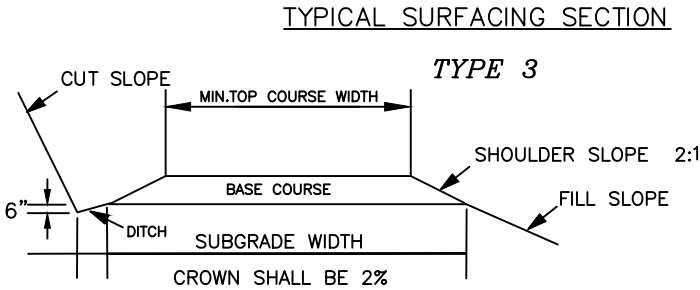 TYPICAL SURFACING SECTION
TYPE 3
CUT SLOPE
MIN.TOP COURSE WIDTH
SHOULDER SLOPE 2:1
BASE COURSE
FILL SLOPE
6"
DITCH
SUBGRADE WIDTH
CROWN SHALL BE 2%